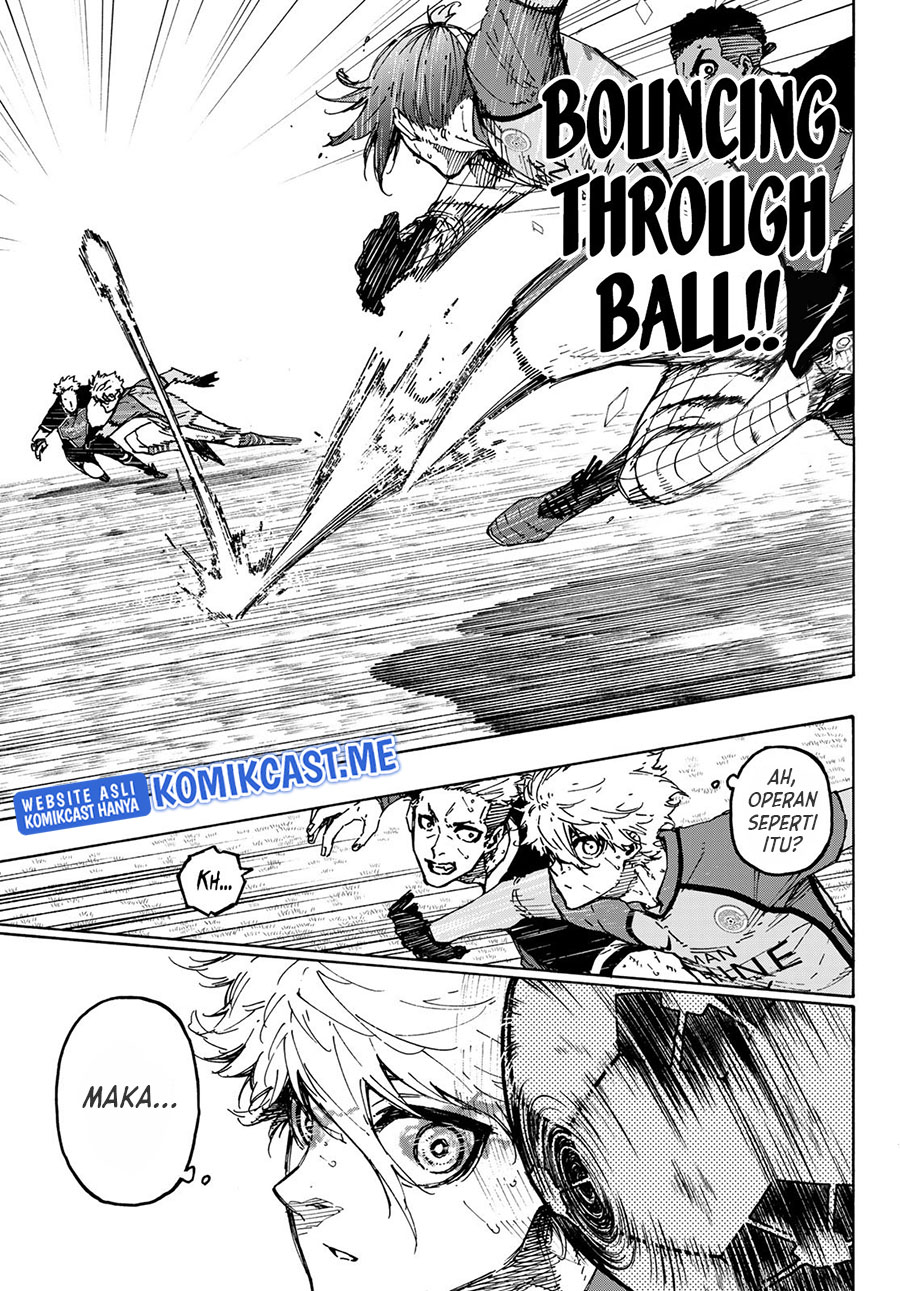 BOUNCING
THROUGH
BALL!!
WEBSITE ASLI
KOMIKCAST HANYA
KOMIKCAST.ME
AH,
OPERAN
SEPERTI
ITU?
KH...
MAKA...